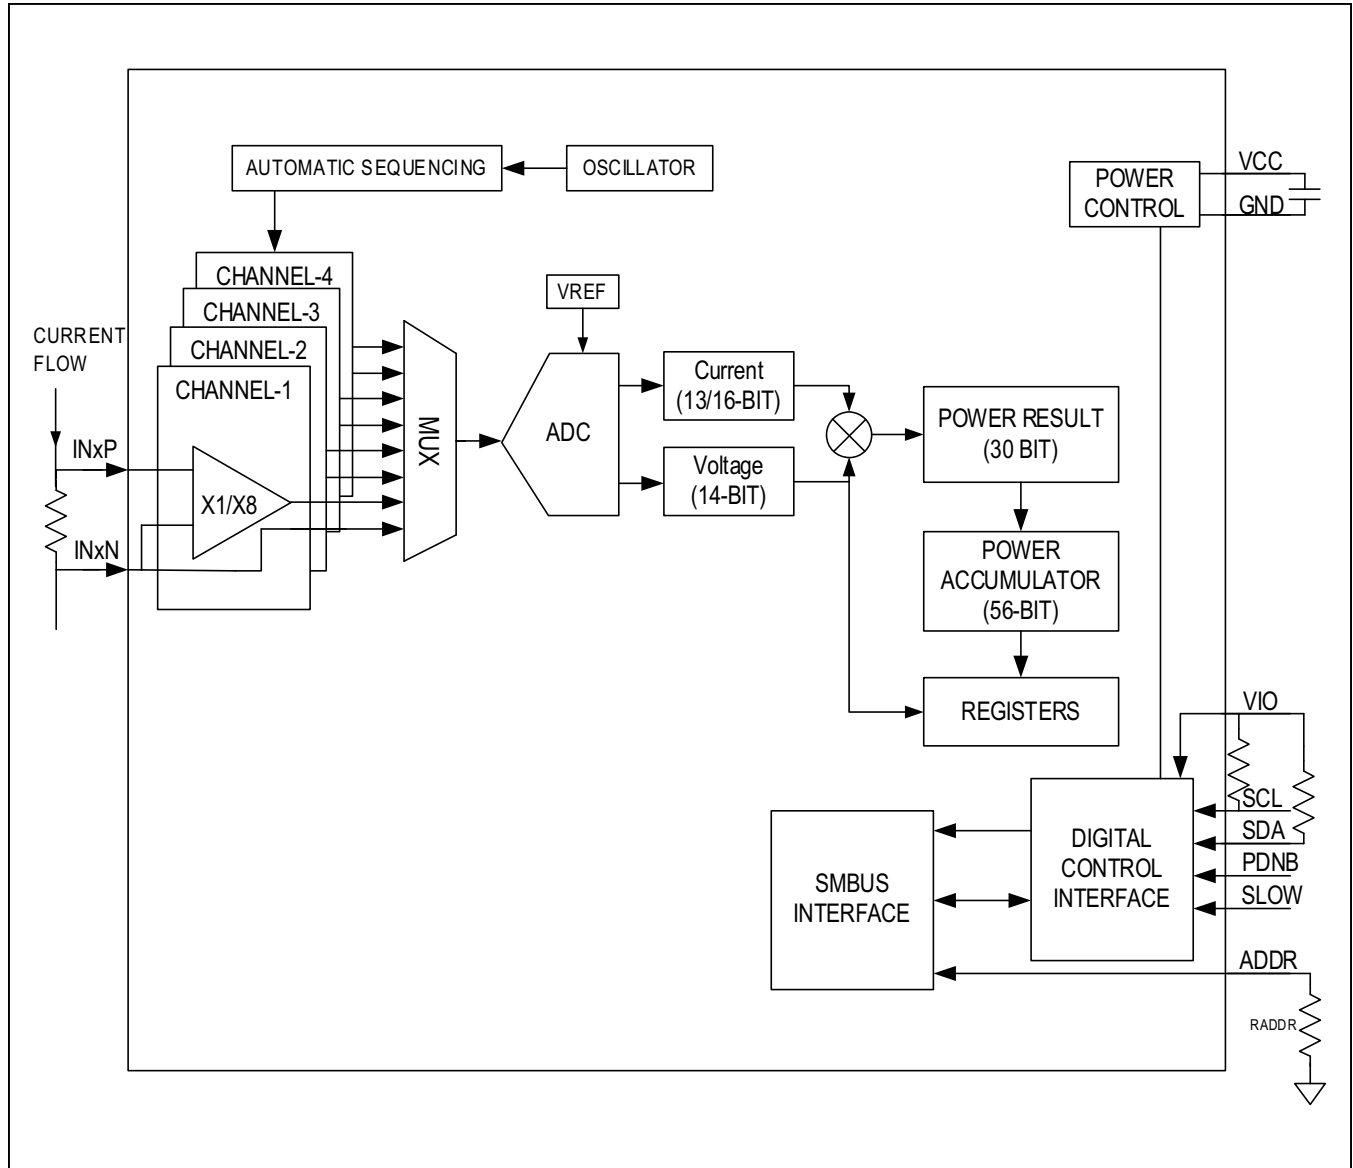 AUTOMATIC SEQUENCING
OSCILLATOR
POWER
CONTROL
VCC
GND
CHANNEL-4
CHANNEL-3
CHANNEL-2
CHANNEL-1
CURRENT
FLOW
INxP
INxN
X1/X8
MUX
VREF
ADC
Current
(13/16-BIT)
Voltage
(14-BIT)
POWER RESULT
(30 BIT)
POWER
ACCUMULATOR
(56-BIT)
REGISTERS
VIO
SCL
SDA
PDNB
SLOW
ADDR
RADDR
DIGITAL
CONTROL
INTERFACE
SMBUS
INTERFACE